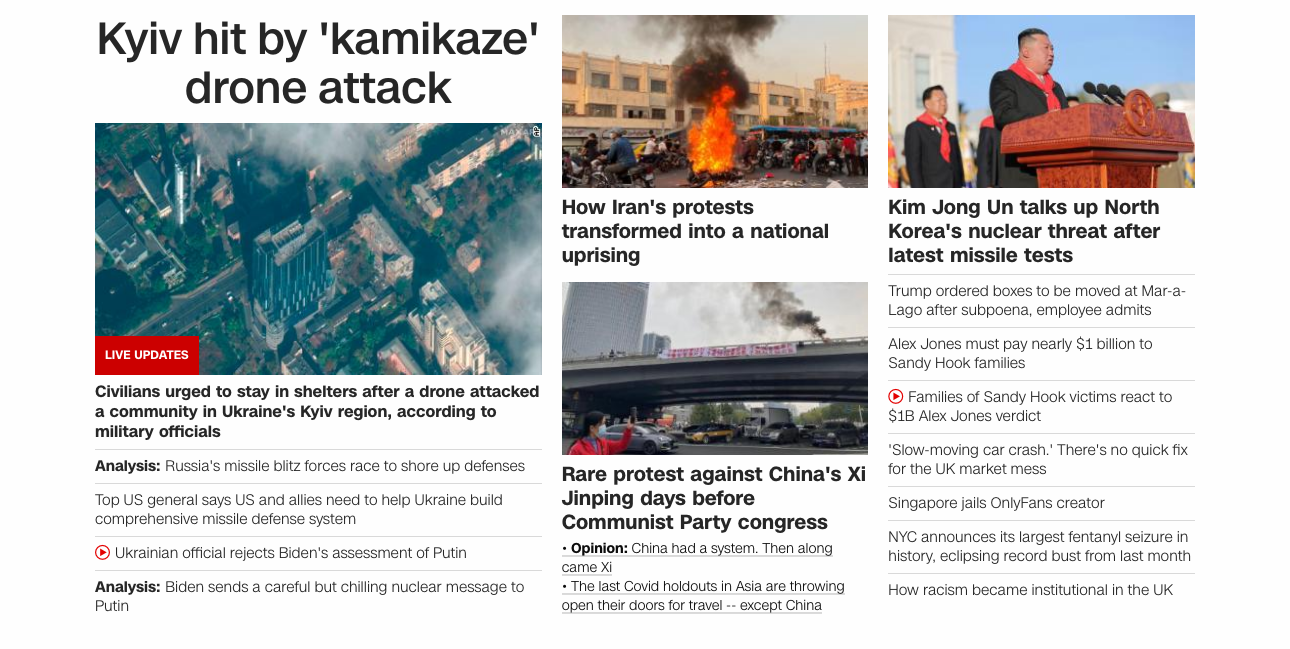 Kyiv hit by 'kamikaze'
drone attack
MAXAR
AP
LIVE UPDATES
Civilians urged to stay in shelters after a drone attacked
a community in Ukraine's Kyiv region, according to
military officials
Analysis: Russia's missile blitz forces race to shore up defenses
Top US general says US and allies need to help Ukraine build
comprehensive missile defense system
Ukrainian official rejects Biden's assessment of Putin
Analysis: Biden sends a careful but chilling nuclear message to
Putin
How Iran's protests
transformed into a national
uprising
Rare protest against China's Xi
Jinping days before
Communist Party congress
• Opinion: China had a system. Then along
came Xi
• The last Covid holdouts in Asia are throwing
open their doors for travel -- except China
Kim Jong Un talks up North
Korea's nuclear threat after
latest missile tests
Trump ordered boxes to be moved at Mar-a-
Lago after subpoena, employee admits
Alex Jones must pay nearly $1 billion to
Sandy Hook families
Families of Sandy Hook victims react to
$1B Alex Jones verdict
'Slow-moving car crash.' There's no quick fix
for the UK market mess
Singapore jails OnlyFans creator
NYC announces its largest fentanyl seizure in
history, eclipsing record bust from last month
How racism became institutional in the UK